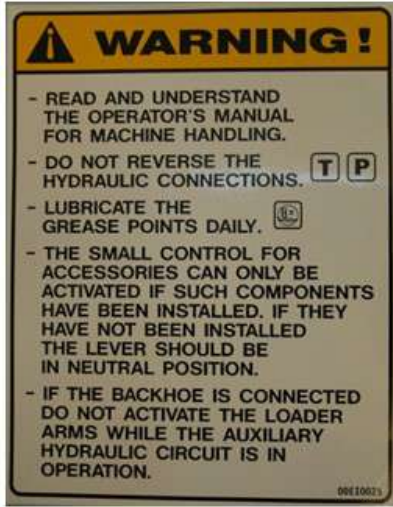 WARNING!
- READ AND UNDERSTAND
THE OPERATOR'S MANUAL
FOR MACHINE HANDLING.
- DO NOT REVERSE THE
HYDRAULIC CONNECTIONS. T P
- LUBRICATE THE
GREASE POINTS DAILY.
- THE SMALL CONTROL FOR
ACCESSORIES CAN ONLY BE
ACTIVATED IF SUCH COMPONENTS
HAVE BEEN INSTALLED. IF THEY
HAVE NOT BEEN INSTALLED
THE LEVER SHOULD BE
IN NEUTRAL POSITION.
- IF THE BACKHOE IS CONNECTED
DO NOT ACTIVATE THE LOADER
ARMS WHILE THE AUXILIARY
HYDRAULIC CIRCUIT IS IN
OPERATION.